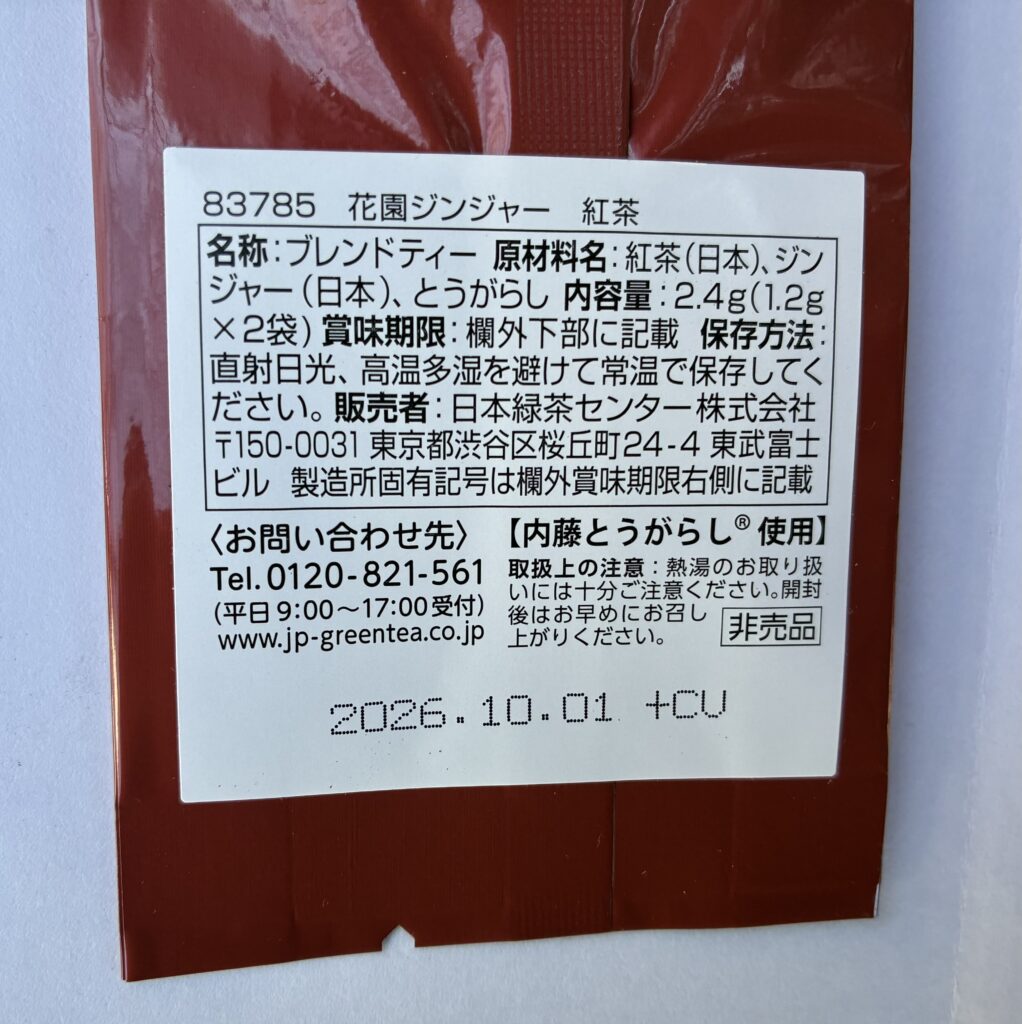 83785 花園ジンジャー 紅茶
名称:ブレンドティー 原材料名:紅茶(日本)、ジン
ジャー(日本)、とうがらし 内容量:2.4g(1.2g
×2袋) 賞味期限:欄外下部に記載 保存方法:
直射日光、高温多湿を避けて常温で保存してく
ださい。 販売者:日本緑茶センター株式会社
〒150-0031 東京都渋谷区桜丘町24-4 東武富士
ビル 製造所固有記号は欄外賞味期限右側に記載
〈お問い合わせ先〉
Tel.0120-821-561
(平日9:00～17:00受付)
www.jp-greentea.co.jp
【内藤とうがらし®使用】
取扱上の注意:熱湯のお取り扱
いには十分ご注意ください。開封
後はお早めにお召し
上がりください。
非売品
2026.10.01 +CU